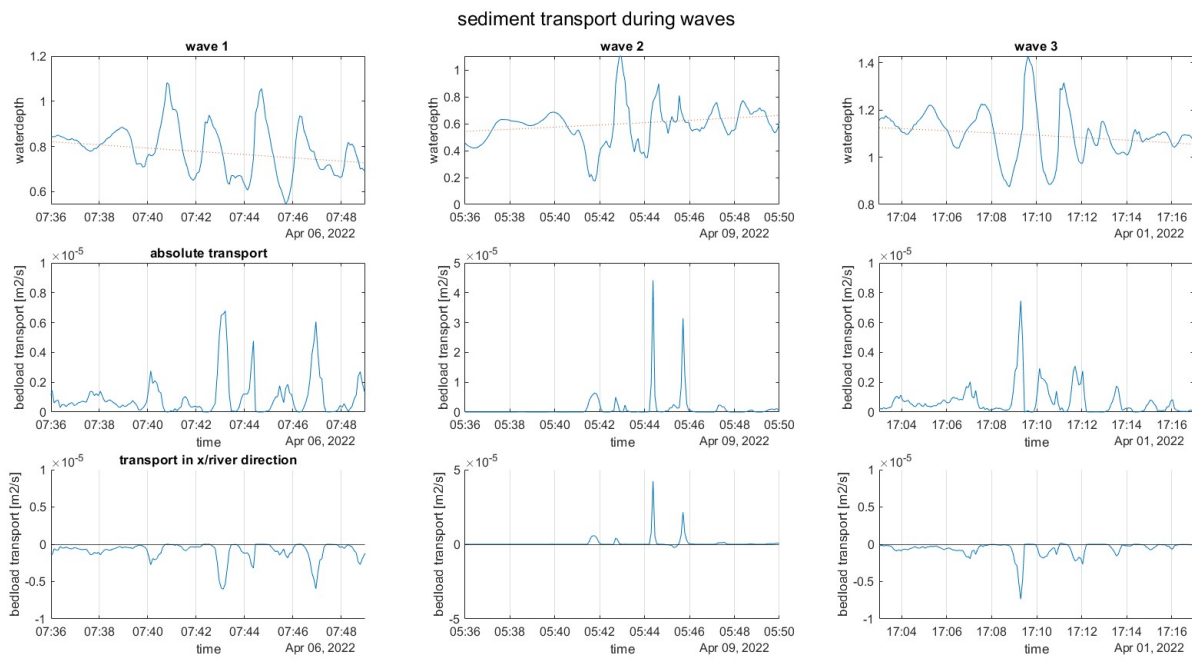 sediment transport during waves
wave 1
waterdepth
1.2
1
0.8
0.6
07:36 07:38 07:40 07:42 07:44 07:46 07:48
Apr 06, 2022
wave 2
waterdepth
1
0.8
0.6
0.4
0.2
0
05:36 05:38 05:40 05:42 05:44 05:46 05:48 05:50
Apr 09, 2022
wave 3
waterdepth
1.4
1.2
1
0.8
17:04 17:06 17:08 17:10 17:12 17:14 17:16
Apr 01, 2022
absolute transport
×10⁻⁵
bedload transport [m2/s]
1
0.8
0.6
0.4
0.2
0
07:36 07:38 07:40 07:42 07:44 07:46 07:48
time
Apr 06, 2022
×10⁻⁵
bedload transport [m2/s]
5
4
3
2
1
0
05:36 05:38 05:40 05:42 05:44 05:46 05:48 05:50
time
Apr 09, 2022
×10⁻⁵
bedload transport [m2/s]
1
0.8
0.6
0.4
0.2
0
17:04 17:06 17:08 17:10 17:12 17:14 17:16
time
Apr 01, 2022
transport in x/river direction
×10⁻⁵
bedload transport [m2/s]
1
0.5
0
-0.5
-1
07:36 07:38 07:40 07:42 07:44 07:46 07:48
time
Apr 06, 2022
×10⁻⁵
bedload transport [m2/s]
5
0
-5
05:36 05:38 05:40 05:42 05:44 05:46 05:48 05:50
time
Apr 09, 2022
×10⁻⁵
bedload transport [m2/s]
1
0.5
0
-0.5
-1
17:04 17:06 17:08 17:10 17:12 17:14 17:16
time
Apr 01, 2022